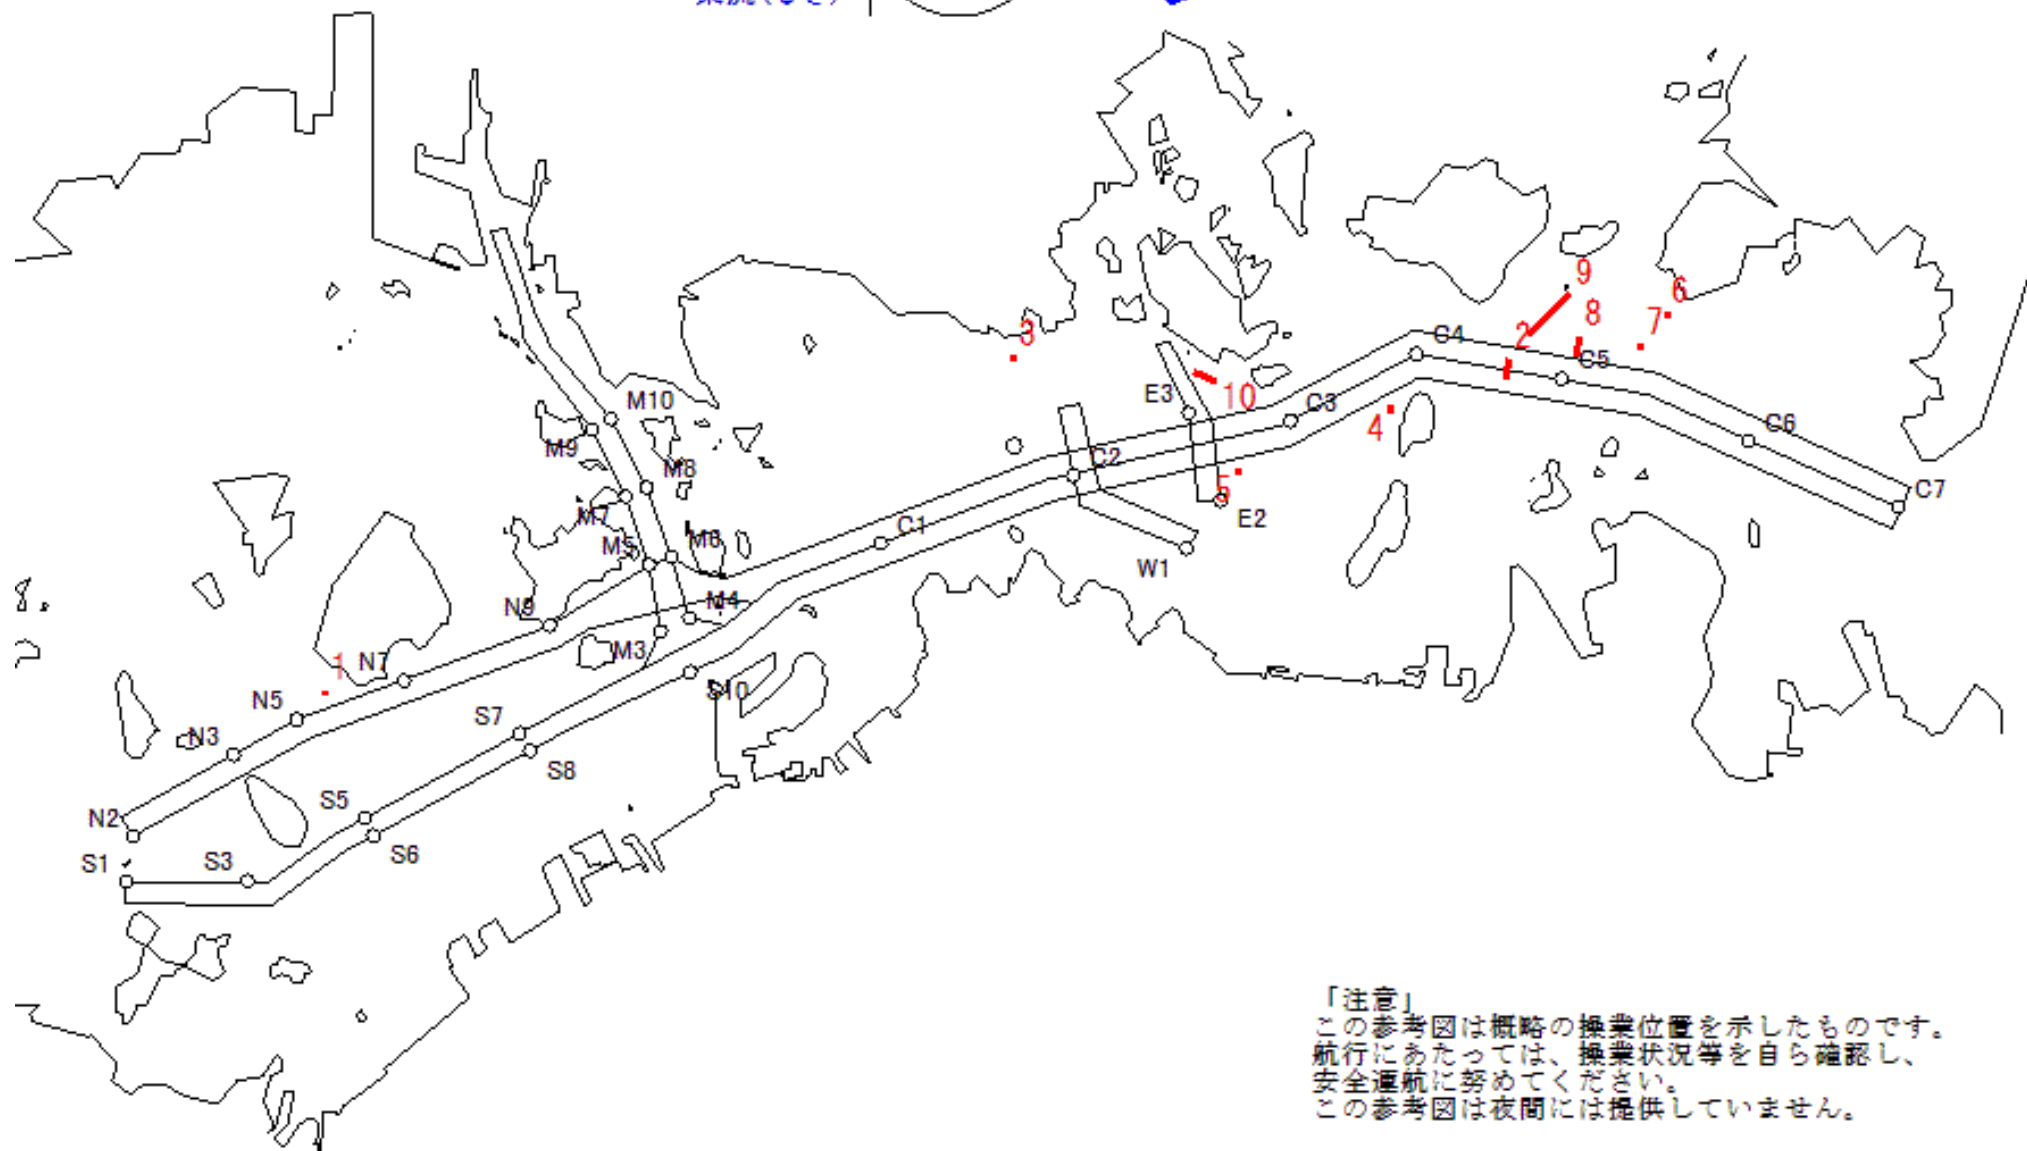 9
6
8
7
2
C4
3
C5
E3
10
M10
C3
4
C6
M9
M8
C2
5
C7
M7
E2
C1
M6
M5
W1
N9
M4
M3
1
N7
S10
N5
S7
N3
S8
S5
N2
S6
S3
S1
「注意」
この参考図は概略の操業位置を示したものです。
航行にあたっては、操業状況等を自ら確認し、
安全運航に努めてください。
この参考図は夜間には提供していません。